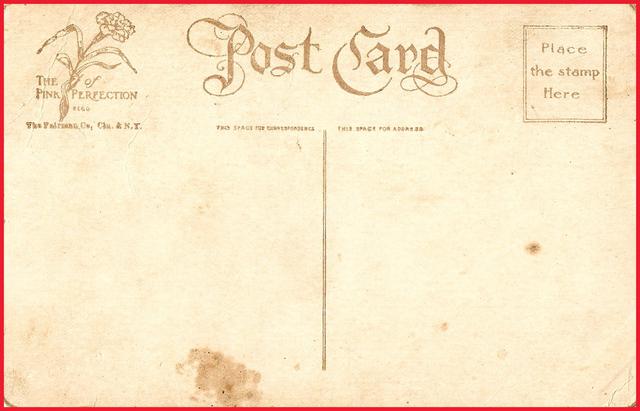 Post Card
Place
the stamp
Here
THE of
PINK PERFECTION
The Fairman Co, Cin. & N.Y.
THIS SPACE FOR CORRESPONDENCE
THIS SPACE FOR ADDRESS